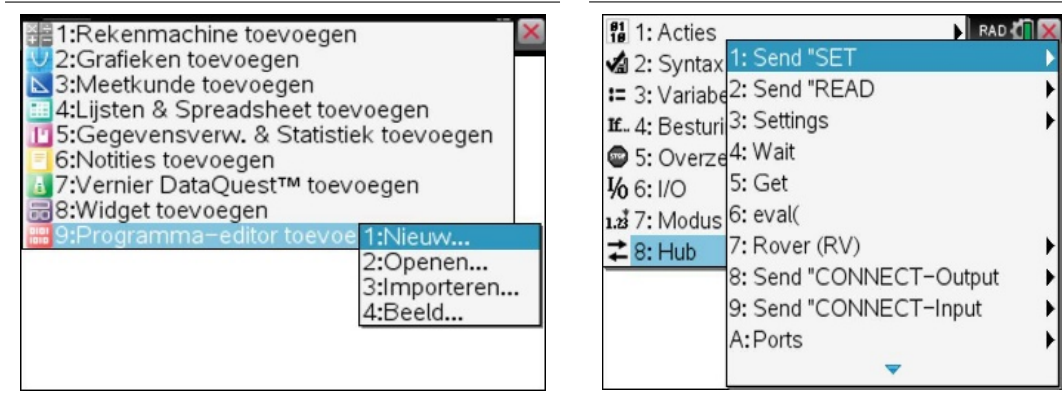 1:Rekenmachine toevoegen
2:Grafieken toevoegen
3:Meetkunde toevoegen
4:Lijsten & Spreadsheet toevoegen
5:Gegevensverw. & Statistiek toevoegen
6:Notities toevoegen
7:Vernier DataQuest™ toevoegen
8:Widget toevoegen
9:Programma-editor toevoe
1:Nieuw...
2:Openen...
3:Importeren...
4:Beeld...
1: Acties
2: Syntax
3: Variabe
If.. 4: Besturi
5: Overze
I/o 6: I/O
1.23 7: Modus
8: Hub
RAD
1: Send "SET
2: Send "READ
3: Settings
4: Wait
5: Get
6: eval(
7: Rover (RV)
8: Send "CONNECT-Output
9: Send "CONNECT-Input
A: Ports